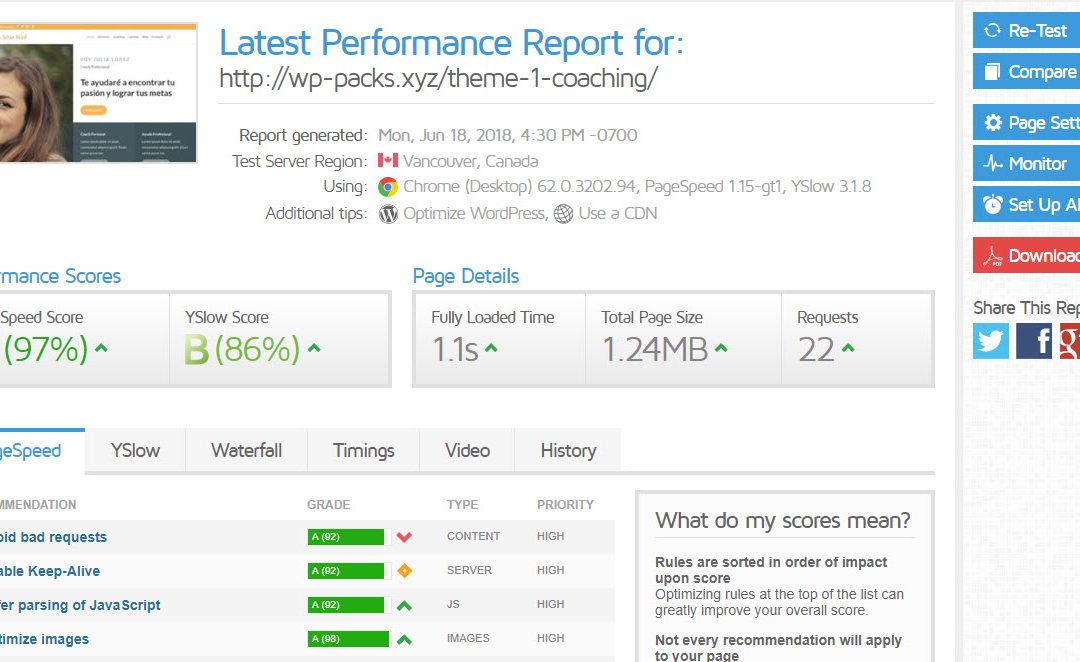 Latest Performance Report for:
http://wp-packs.xyz/theme-1-coaching/
SOY JULIA LOPEZ
Te ayudaré a encontrar tu
pasión y lograr tus metas
Report generated: Mon, Jun 18, 2018, 4:30 PM -0700
Test Server Region: Vancouver, Canada
Using: Chrome (Desktop) 62.0.3202.94, PageSpeed 1.15-gt1, YSlow 3.1.8
Additional tips: Optimize WordPress, Use a CDN
Re-Test
Compare
Page Sett
Monitor
Set Up Al
PDF Download
Share This Rep
rmance Scores
Speed Score
(97%)
YSlow Score
B (86%)
Page Details
Fully Loaded Time
1.1s
Total Page Size
1.24MB
Requests
22
geSpeed YSlow Waterfall Timings Video History
MMENDATION GRADE TYPE PRIORITY
oid bad requests A (92) CONTENT HIGH
able Keep-Alive A (92) SERVER HIGH
fer parsing of JavaScript A (92) JS HIGH
timize images A (98) IMAGES HIGH
What do my scores mean?
Rules are sorted in order of impact
upon score
Optimizing rules at the top of the list can
greatly improve your overall score.
Not every recommendation will apply
to your page